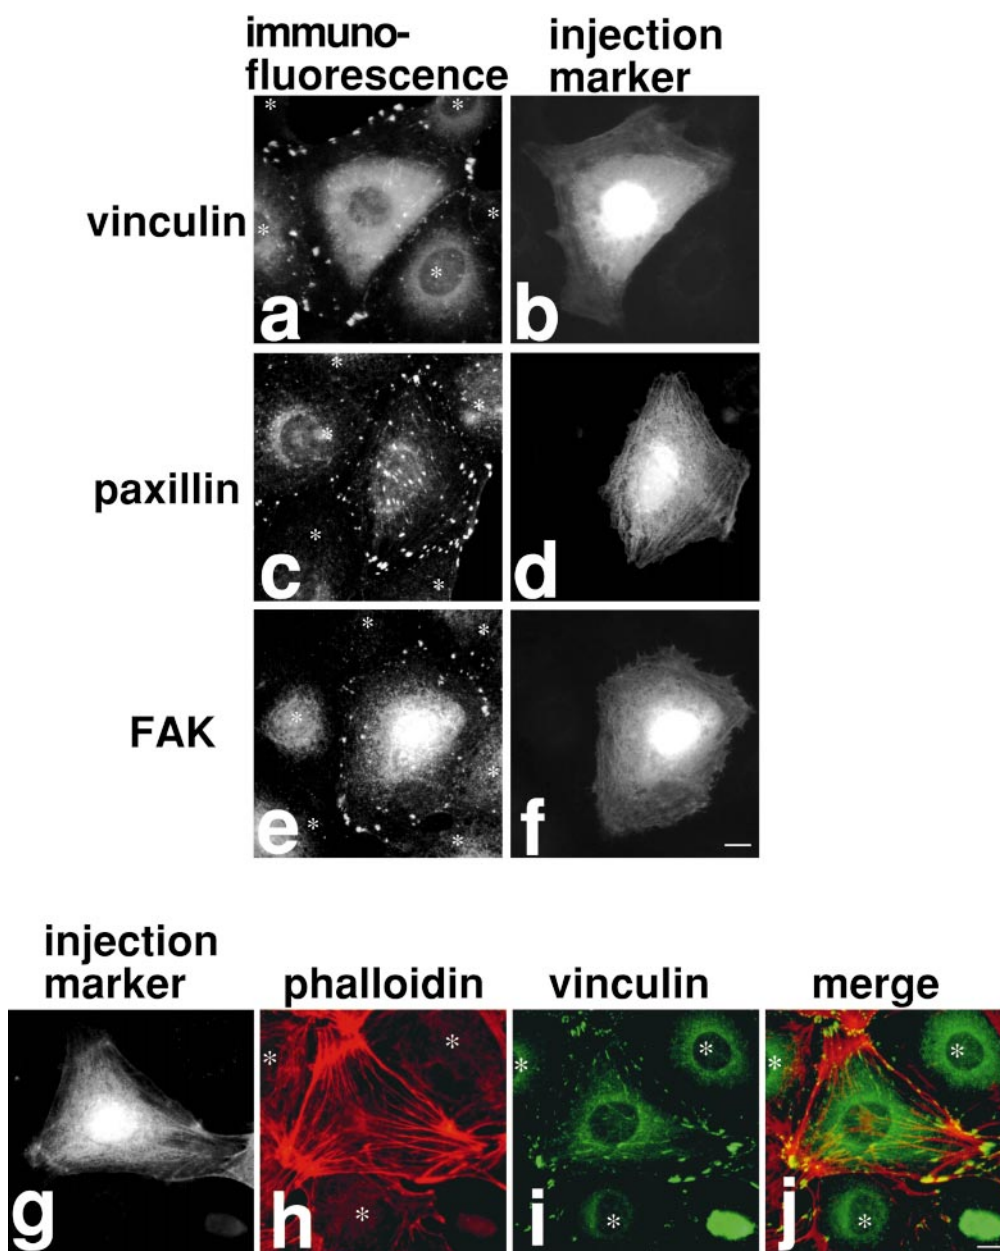 immuno-
fluorescence
injection
marker
vinculin
a
*
*
*
*
*
b
paxillin
c
*
*
*
*
*
d
FAK
e
*
*
*
*
*
*
f
injection
marker
phalloidin
vinculin
merge
g
h
*
*
*
i
*
*
*
j
*
*
*